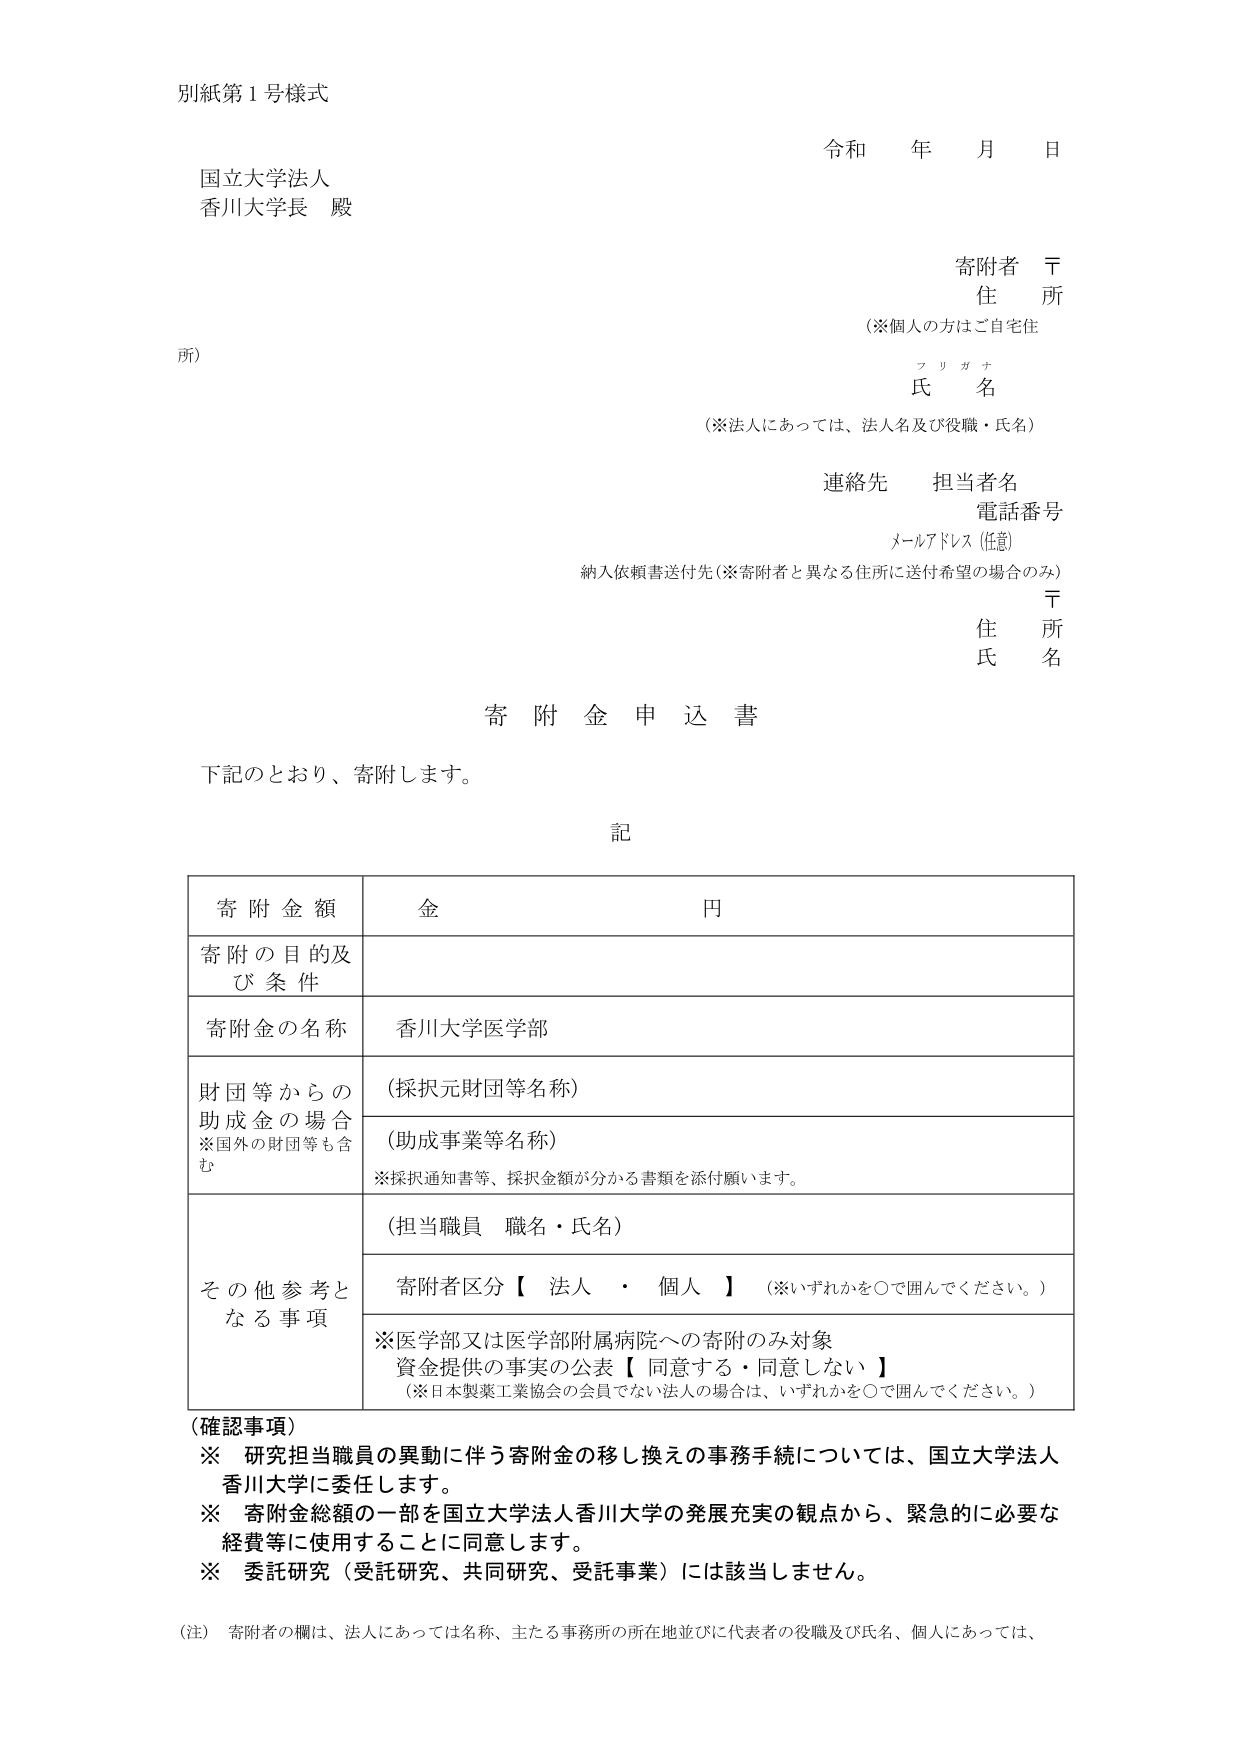 別紙第１号様式
令和　　年　　月　　日
国立大学法人
香川大学長　殿
寄附者　〒
住　　所
（※個人の方はご自宅住
所）
フリガナ
氏　　名
（※法人にあっては、法人名及び役職・氏名）
連絡先　　担当者名
電話番号
メールアドレス（任意）
納入依頼書送付先（※寄附者と異なる住所に送付希望の場合のみ）
〒
住　　所
氏　　名
寄　附　金　申　込　書
下記のとおり、寄附します。
記
寄附金額　　金　　　　　　　　　　　　円
寄附の目的及
び条件
寄附金の名称　　香川大学医学部
財団等からの
助成金の場合
※国外の財団等も含
む
（採択元財団等名称）
（助成事業等名称）
※採択通知書等、採択金額が分かる書類を添付願います。
その他参考と
なる事項
（担当職員　職名・氏名）
寄附者区分【　法人　・　個人　】　（※いずれかを○で囲んでください。）
※医学部又は医学部附属病院への寄附のみ対象
資金提供の事実の公表【 同意する・同意しない 】
（※日本製薬工業協会の会員でない法人の場合は、いずれかを○で囲んでください。）
（確認事項）
※　研究担当職員の異動に伴う寄附金の移し換えの事務手続については、国立大学法人
香川大学に委任します。
※　寄附金総額の一部を国立大学法人香川大学の発展充実の観点から、緊急的に必要な
経費等に使用することに同意します。
※　委託研究（受託研究、共同研究、受託事業）には該当しません。
（注）　寄附者の欄は、法人にあっては名称、主たる事務所の所在地並びに代表者の役職及び氏名、個人にあっては、